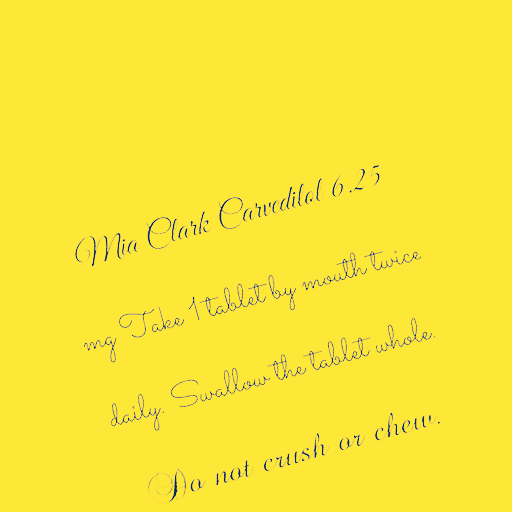 Mia Clark Carvedilol 6.25
mg Take 1 tablet by mouth twice
daily. Swallow the tablet whole.
Do not crush or chew.